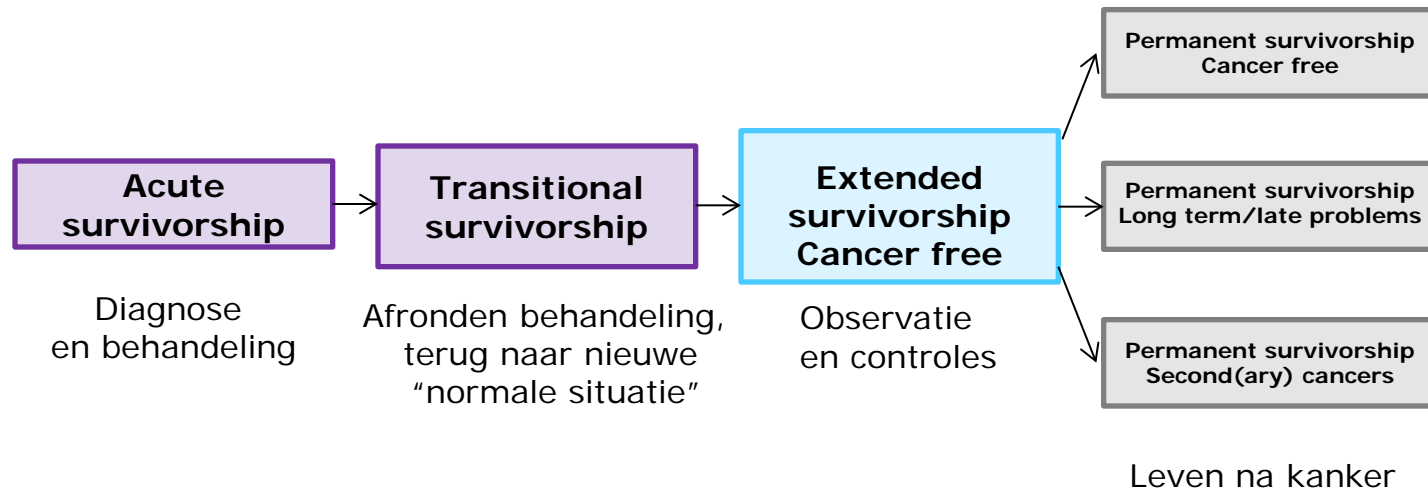 Acute
survivorship
Diagnose
en behandeling
Transitional
survivorship
Afronden behandeling,
terug naar nieuwe
“normale situatie”
Extended
survivorship
Cancer free
Observatie
en controles
Permanent survivorship
Cancer free
Permanent survivorship
Long term/late problems
Permanent survivorship
Second(ary) cancers
Leven na kanker